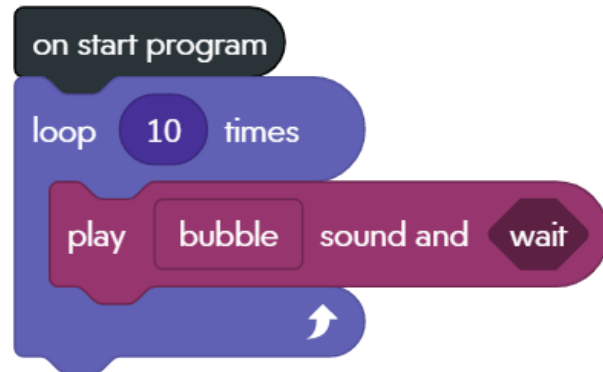 on start program
loop 10 times
play bubble sound and wait